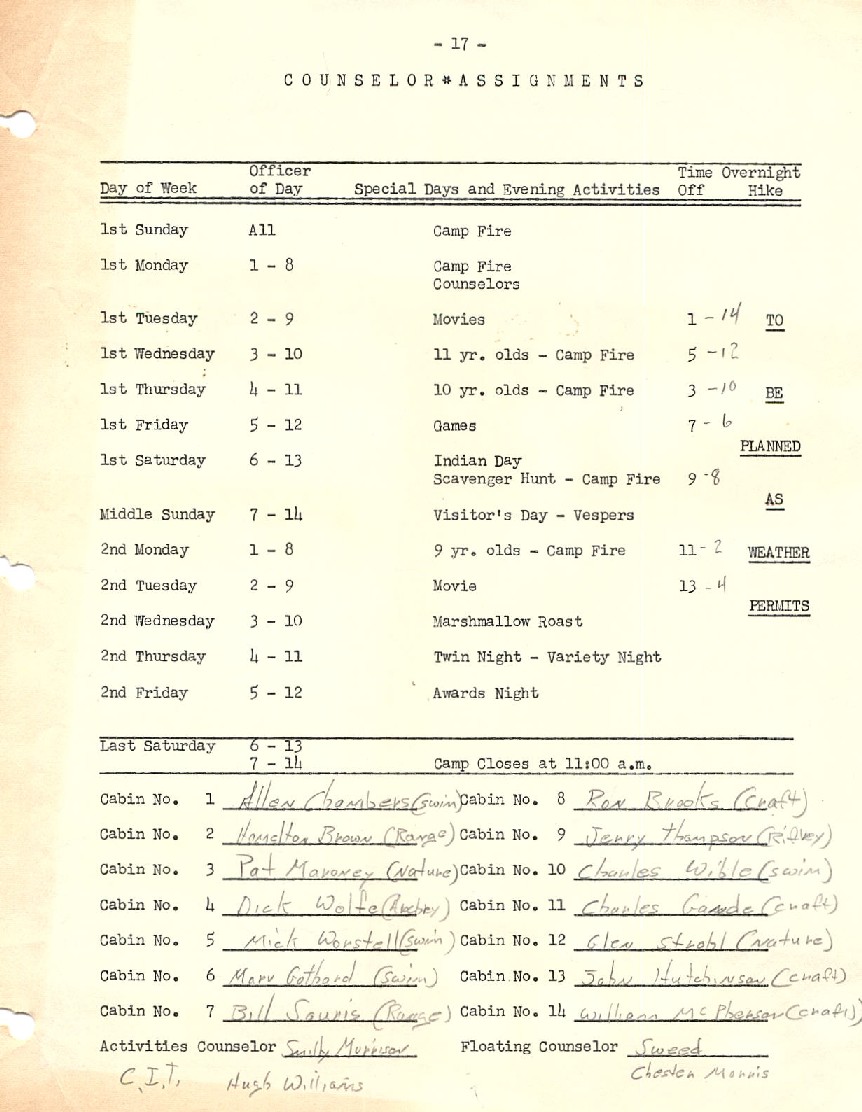 - 17 -
COUNSELOR*ASSIGNMENTS
Officer Time Overnight
Day of Week of Day Special Days and Evening Activities Off Hike
1st Sunday All Camp Fire
1st Monday 1 - 8 Camp Fire
Counselors
1st Tuesday 2 - 9 Movies 1 - 14 TO
1st Wednesday 3 - 10 11 yr. olds - Camp Fire 5 - 12
1st Thursday 4 - 11 10 yr. olds - Camp Fire 3 - 10 BE
1st Friday 5 - 12 Games 7 - 6
PLANNED
1st Saturday 6 - 13 Indian Day
Scavenger Hunt - Camp Fire 9 - 8
AS
Middle Sunday 7 - 14 Visitor's Day - Vespers
2nd Monday 1 - 8 9 yr. olds - Camp Fire 11 - 2 WEATHER
2nd Tuesday 2 - 9 Movie 13 - 4
PERMITS
2nd Wednesday 3 - 10 Marshmallow Roast
2nd Thursday 4 - 11 Twin Night - Variety Night
2nd Friday 5 - 12 Awards Night
Last Saturday 6 - 13
7 - 14 Camp Closes at 11:00 a.m.
Cabin No. 1 Allen Chambers (swim) Cabin No. 8 Ron Brooks (craft)
Cabin No. 2 Hamelton Brown (Range) Cabin No. 9 Jerry Thompson
Cabin No. 3 Pat Maroney (Nature) Cabin No. 10 Charles Wible (swim)
Cabin No. 4 Dick Wolfe Cabin No. 11 Charles (craft)
Cabin No. 5 Mick Worstell (swim) Cabin No. 12 Glen Strobl (Nature)
Cabin No. 6 Marv Gothard (swim) Cabin No. 13 John Hutchinson (craft)
Cabin No. 7 Bill Sauris (Range) Cabin No. 14 William McPherson (craft)
Activities Counselor Smitty Morrison Floating Counselor Sweed
C.I.T. Hugh Williams Chester Morris